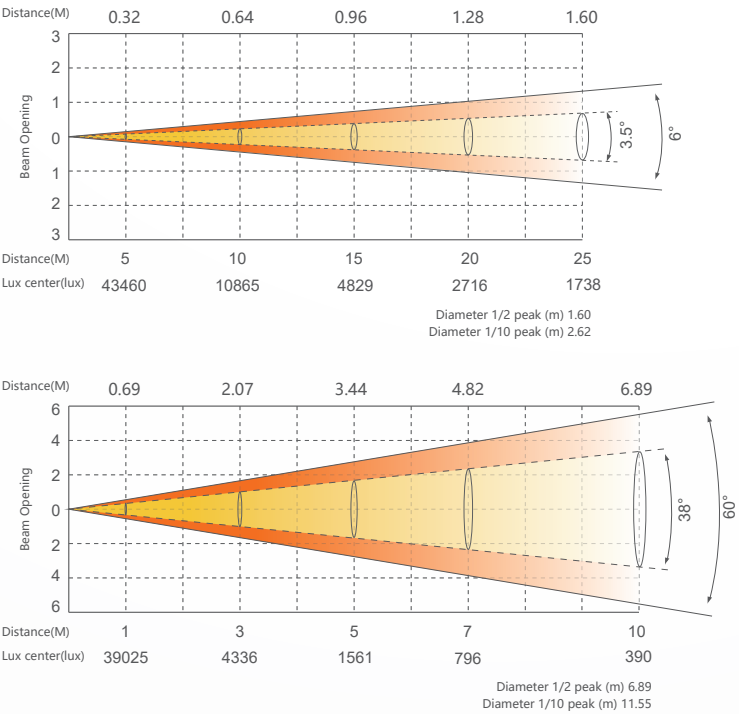 Distance(M) 0.32 0.64 0.96 1.28 1.60
3
2
1
0
1
2
3
Beam Opening
3.5°
6°
Distance(M) 5 10 15 20 25
Lux center(lux) 43460 10865 4829 2716 1738
Diameter 1/2 peak (m) 1.60
Diameter 1/10 peak (m) 2.62
Distance(M) 0.69 2.07 3.44 4.82 6.89
6
4
2
0
2
4
6
Beam Opening
38°
60°
Distance(M) 1 3 5 7 10
Lux center(lux) 39025 4336 1561 796 390
Diameter 1/2 peak (m) 6.89
Diameter 1/10 peak (m) 11.55